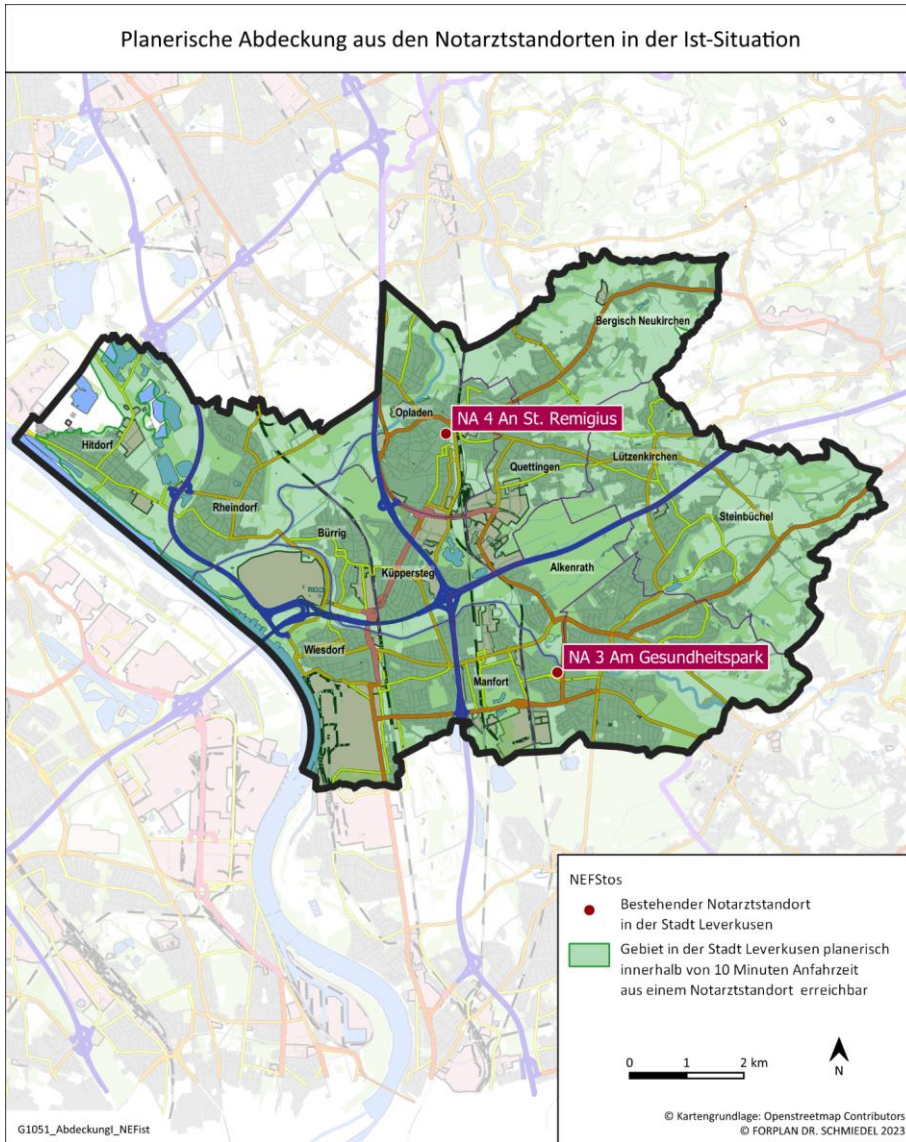 Planerische Abdeckung aus den Notarztstandorten in der Ist-Situation
Bergisch Neukirchen
Opladen
NA 4 An St. Remigius
Hitdorf
Quettingen
Lützenkirchen
Rheindorf
Steinbüchel
Bürrig
Küppersteg
Alkenrath
Wiesdorf
NA 3 Am Gesundheitspark
Manfort
NEFStos
Bestehender Notarztstandort
in der Stadt Leverkusen
Gebiet in der Stadt Leverkusen planerisch
innerhalb von 10 Minuten Anfahrzeit
aus einem Notarztstandort erreichbar
0 1 2 km
N
G1051_AbdeckungI_NEFist
© Kartengrundlage: Openstreetmap Contributors
© FORPLAN DR. SCHMIEDEL 2023